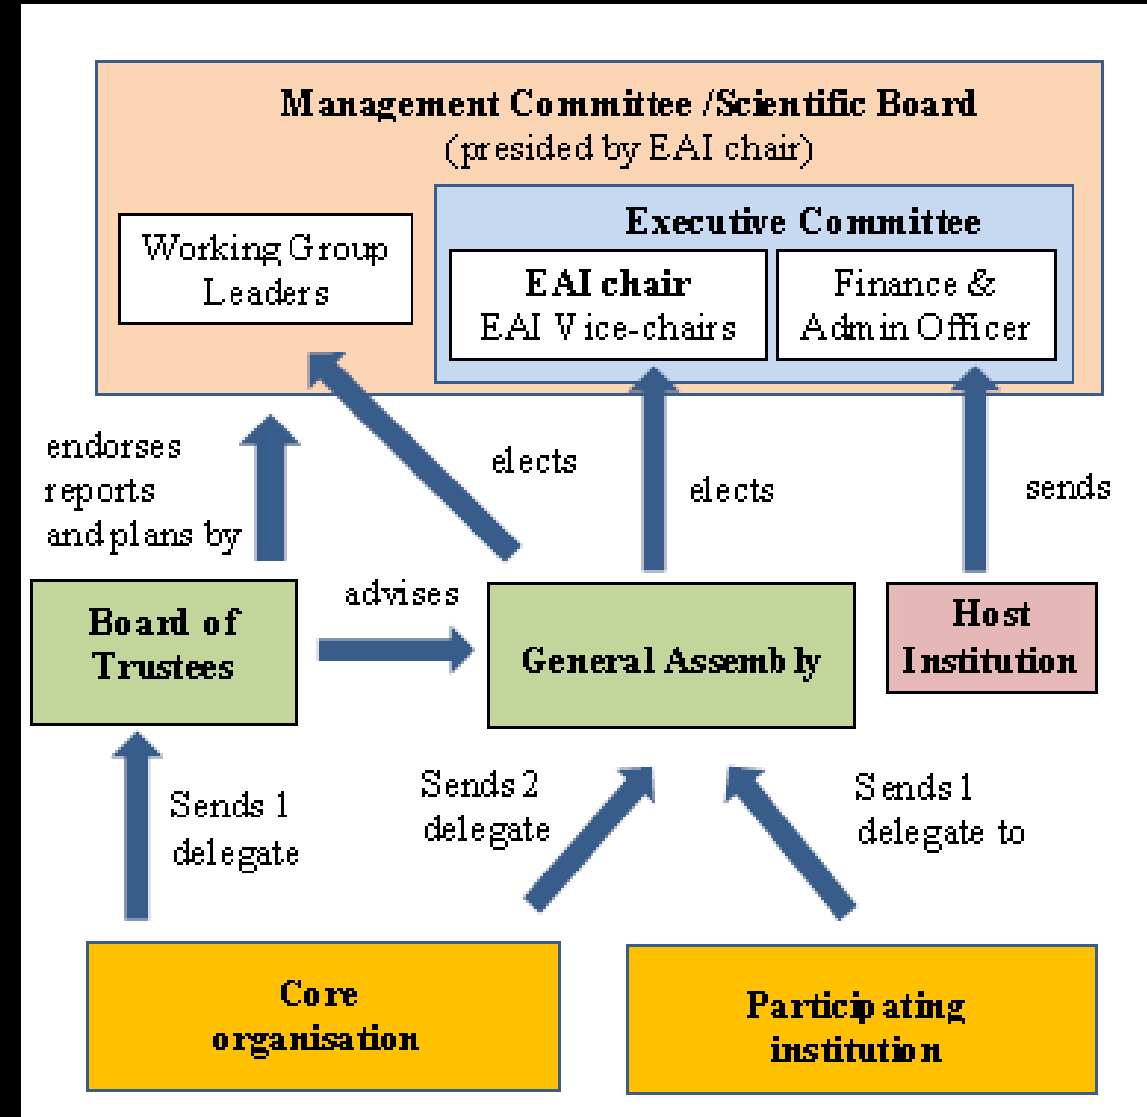 Management Committee /Scientific Board
(presided by EAI chair)
Executive Committee
Working Group
Leaders
EAI chair
EAI Vice-chairs
Finance &
Admin Officer
endorses
reports
and plans by
elects
elects
sends
advises
Board of
Trustees
General Assembly
Host
Institution
Sends 1
delegate
Sends 2
delegate
Sends 1
delegate to
Core
organisation
Participating
institution